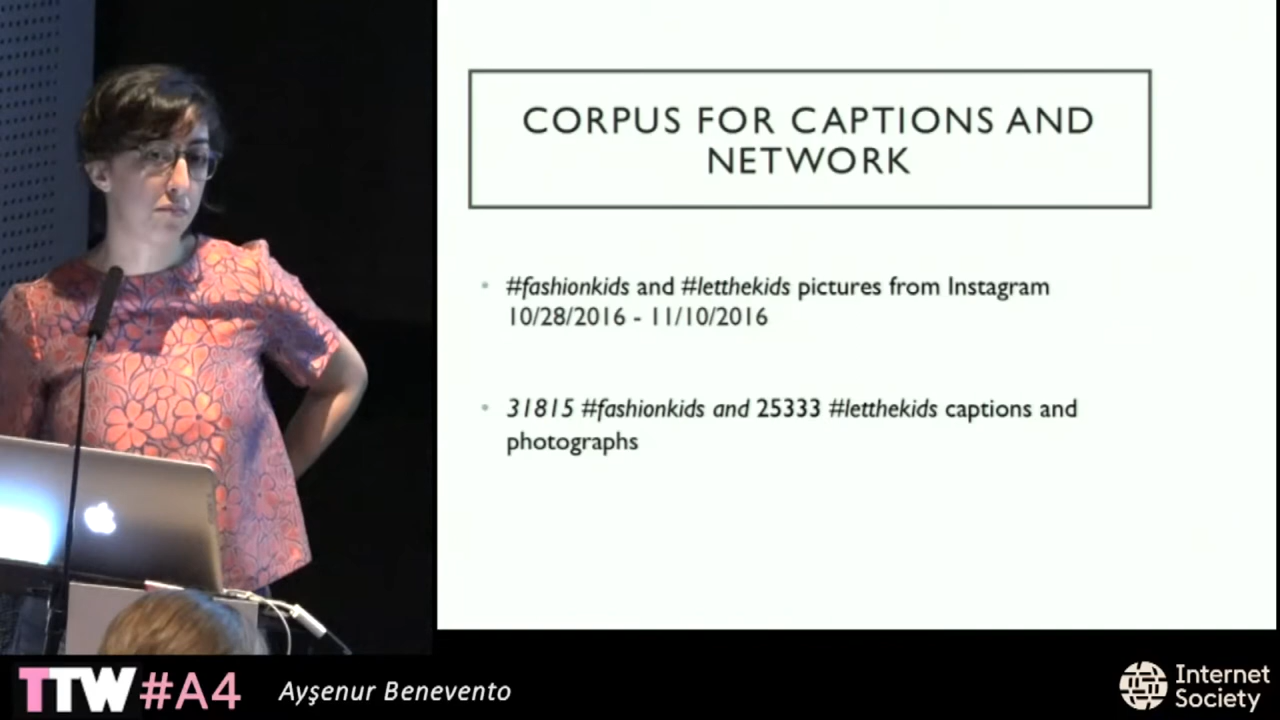 CORPUS FOR CAPTIONS AND
NETWORK
• #fashionkids and #letthekids pictures from Instagram
10/28/2016 - 11/10/2016
• 31815 #fashionkids and 25333 #letthekids captions and
photographs
TTW#A4
Ayşenur Benevento
Internet
Society